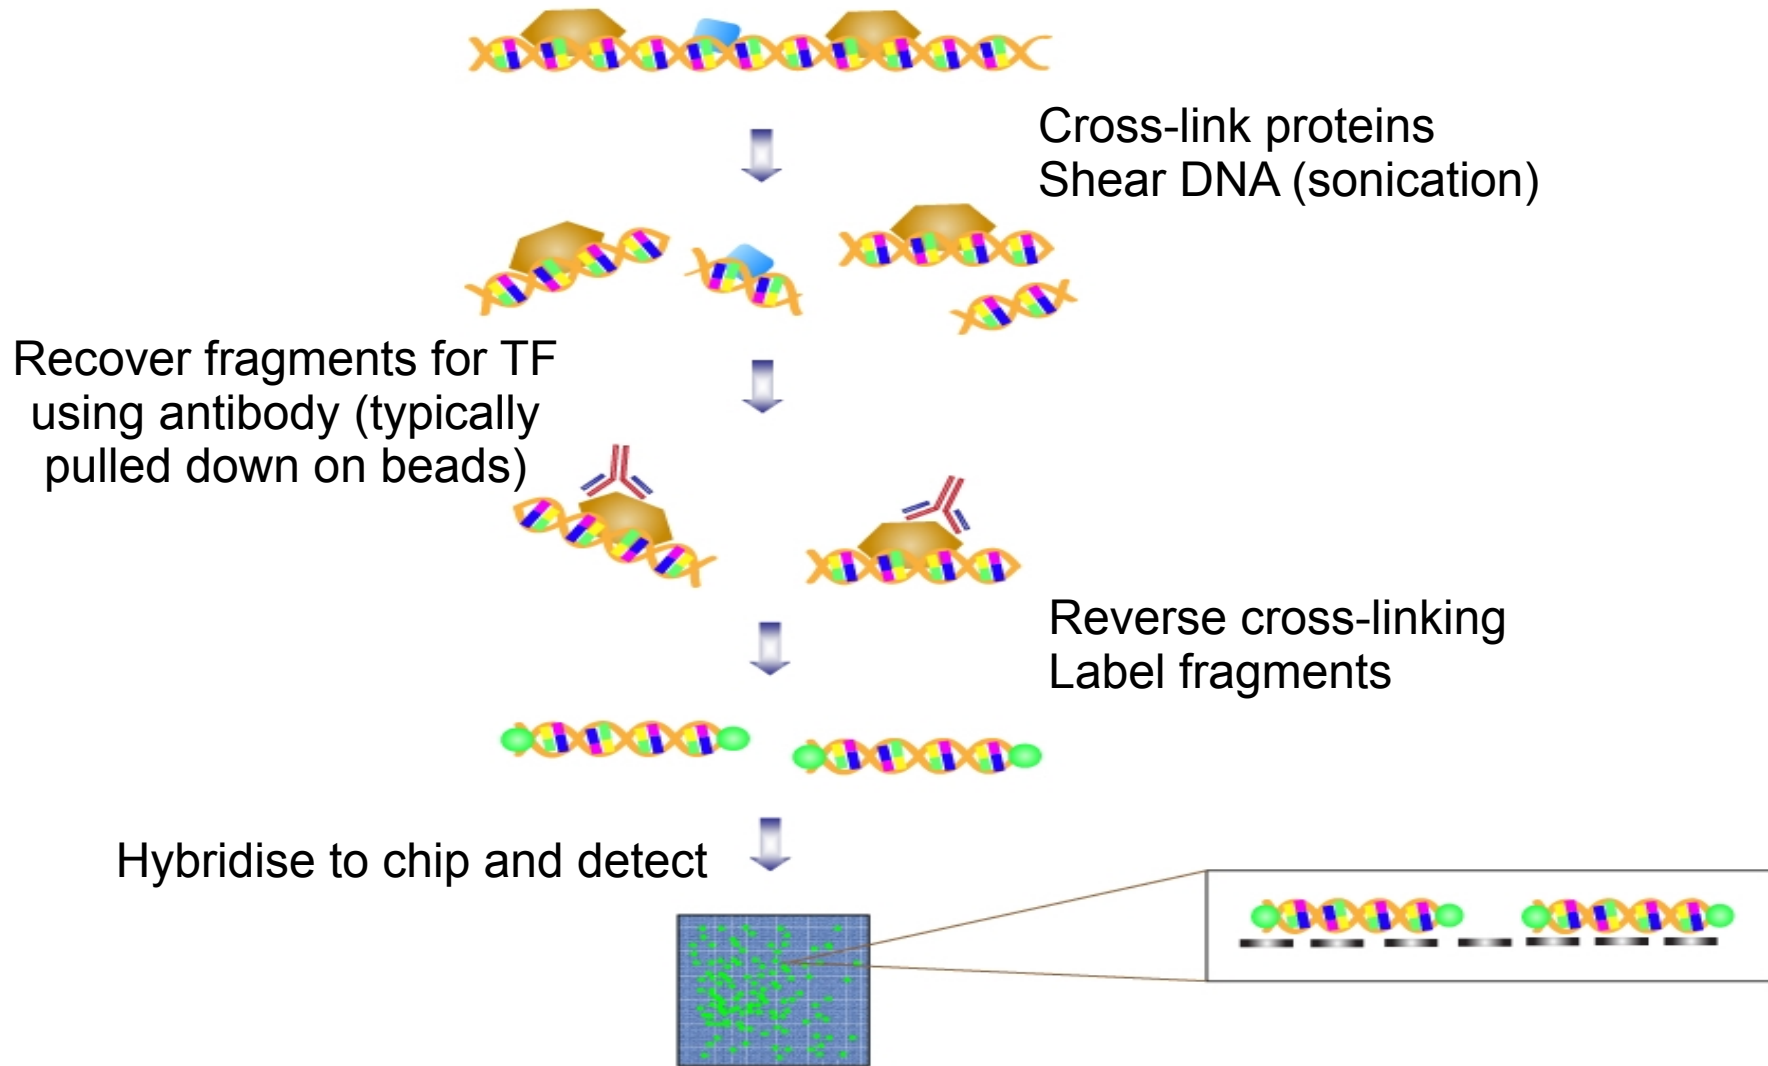 Cross-link proteins
Shear DNA (sonication)
Recover fragments for TF
using antibody (typically
pulled down on beads)
Reverse cross-linking
Label fragments
Hybridise to chip and detect